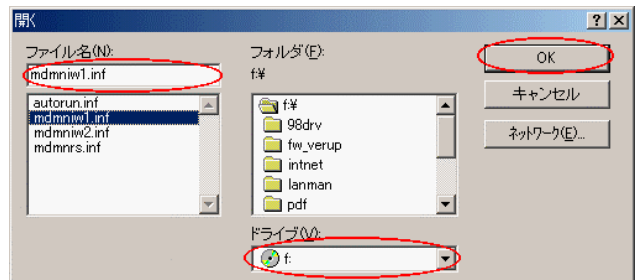 開く
ファイル名(N):
mdmniw1.inf
autorun.inf
mdmniw1.inf
mdmniw2.inf
mdmnrs.inf
フォルダ(F):
f:¥
f:¥
98drv
fw_verup
intnet
lanman
pdf
ドライブ(V):
f:
OK
キャンセル
ネットワーク(E)...